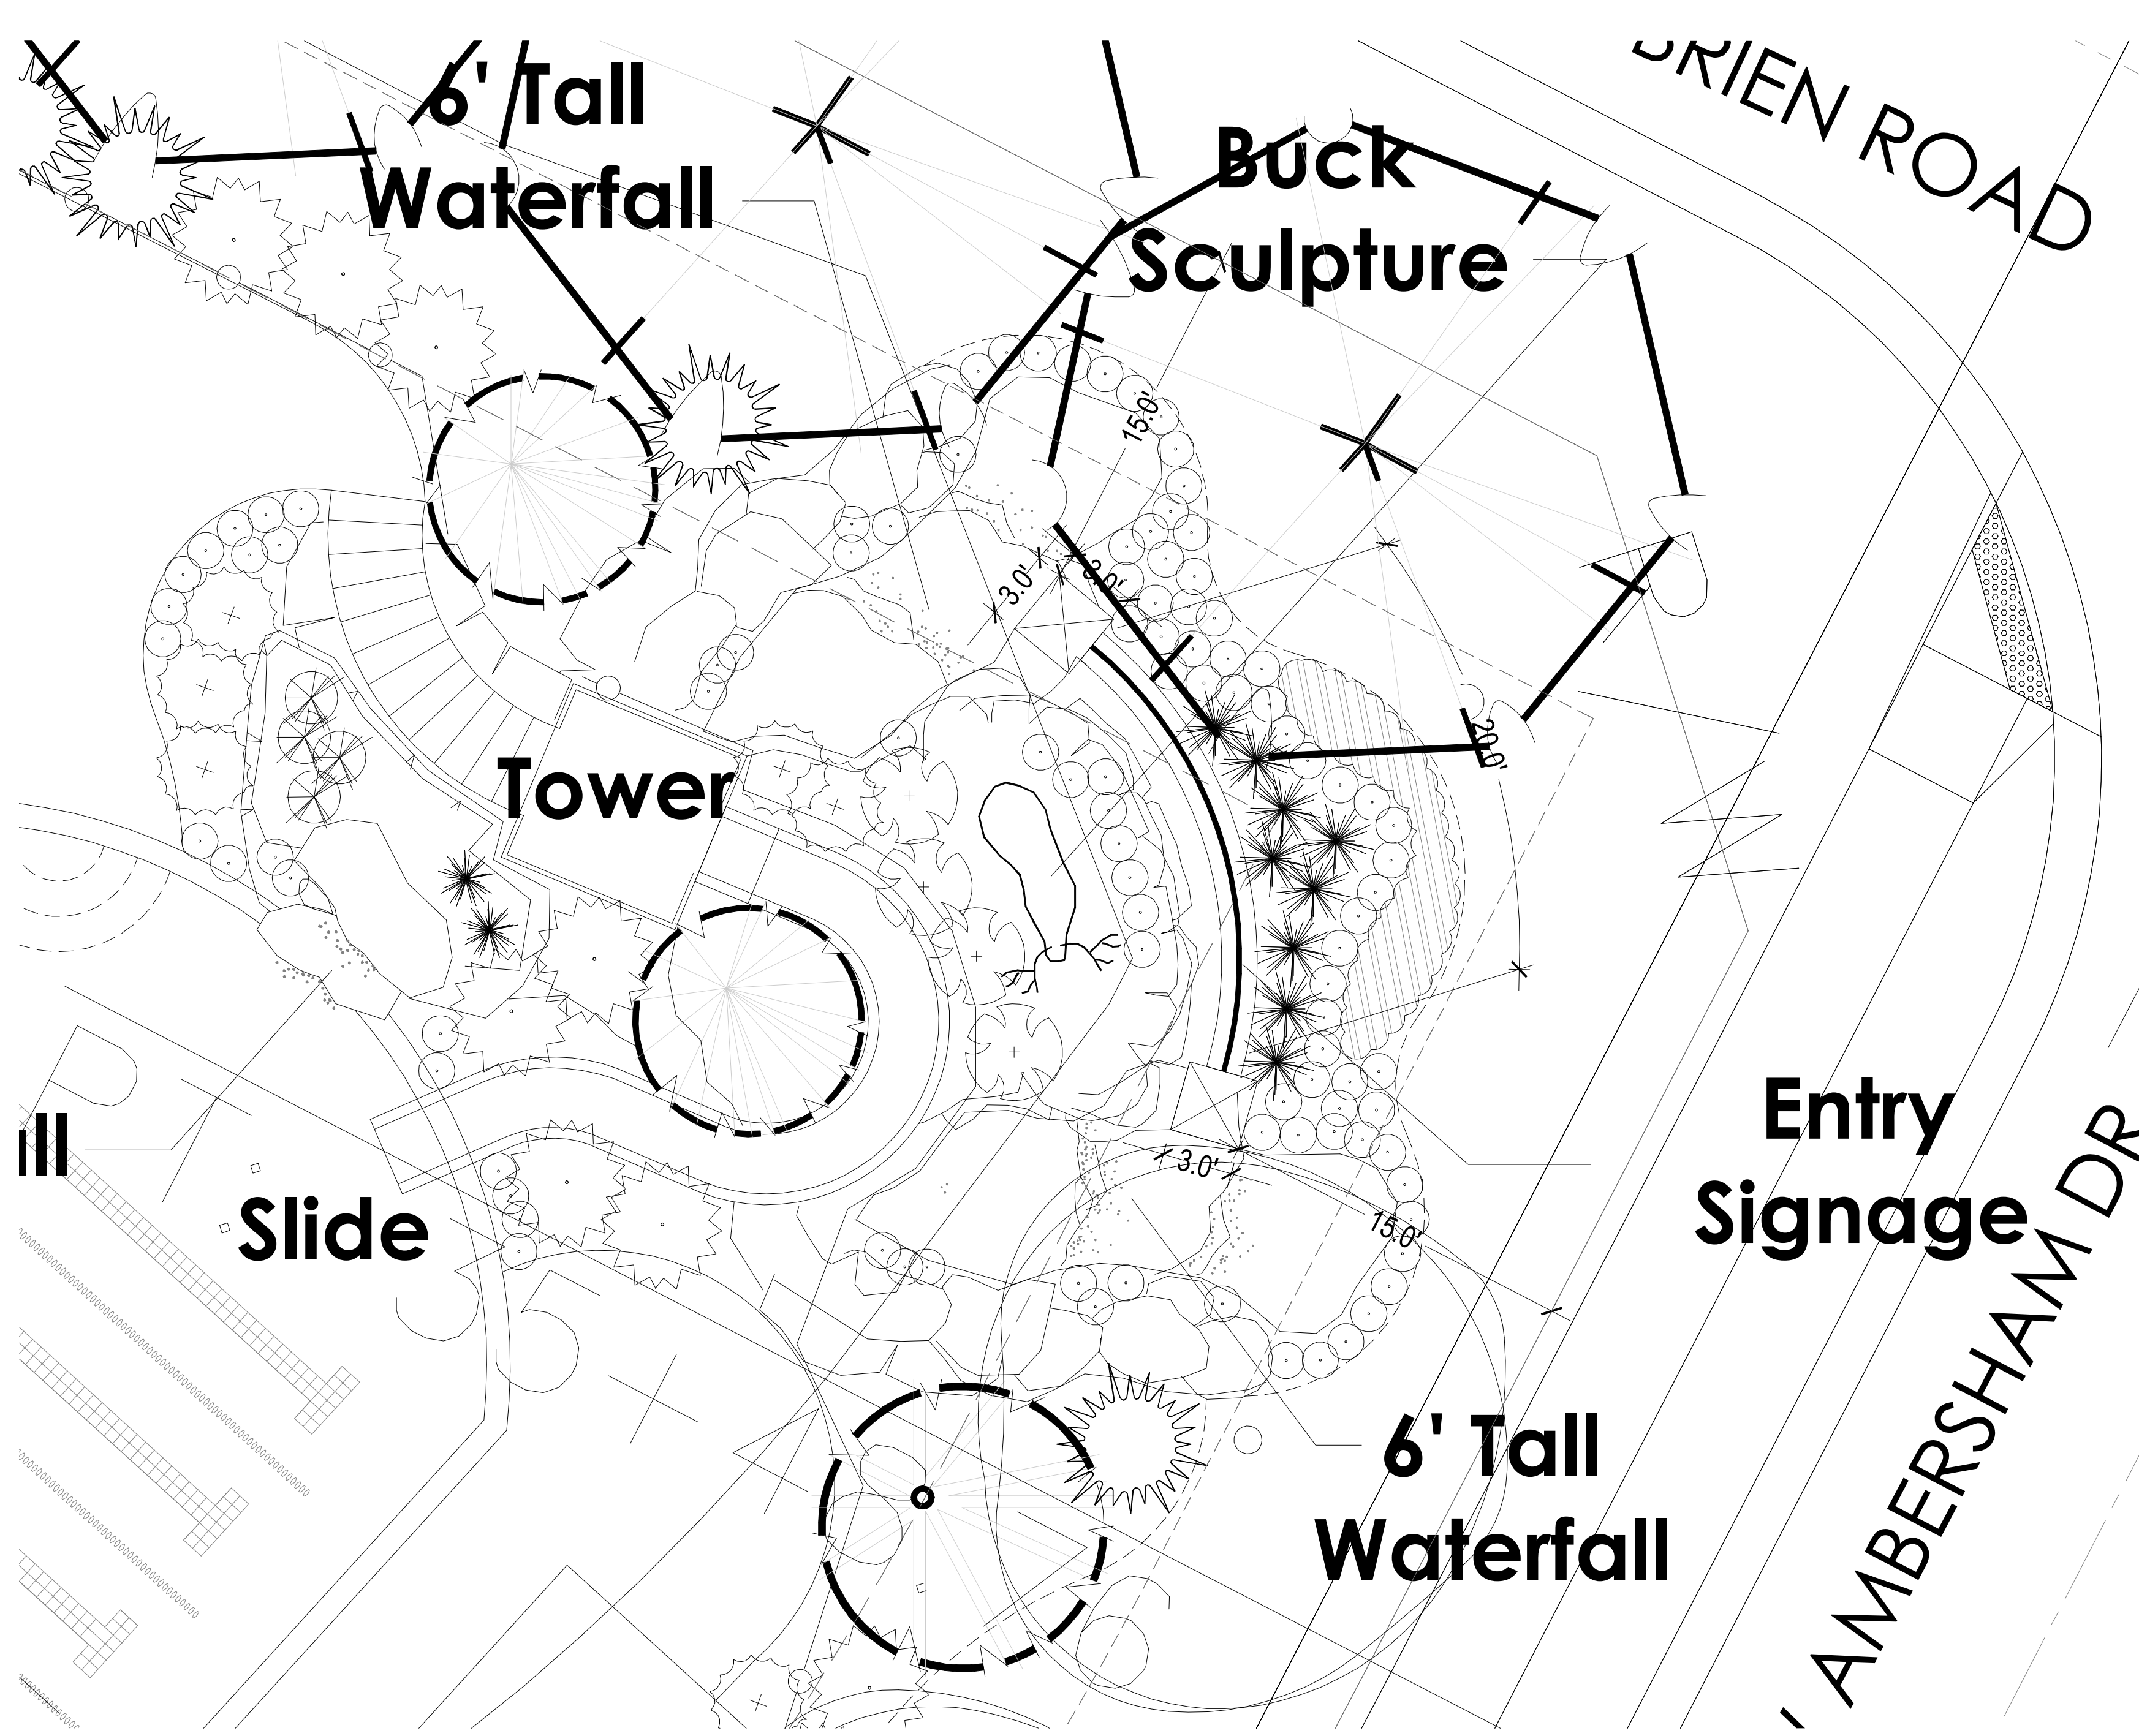 BRIEN ROAD
6' Tall
Waterfall
Buck
Sculpture
15.0'
3.0'
3.0'
20.0'
Tower
Entry
Signage
ill
Slide
3.0'
15.0'
AMBERSHAM DR
6' Tall
Waterfall